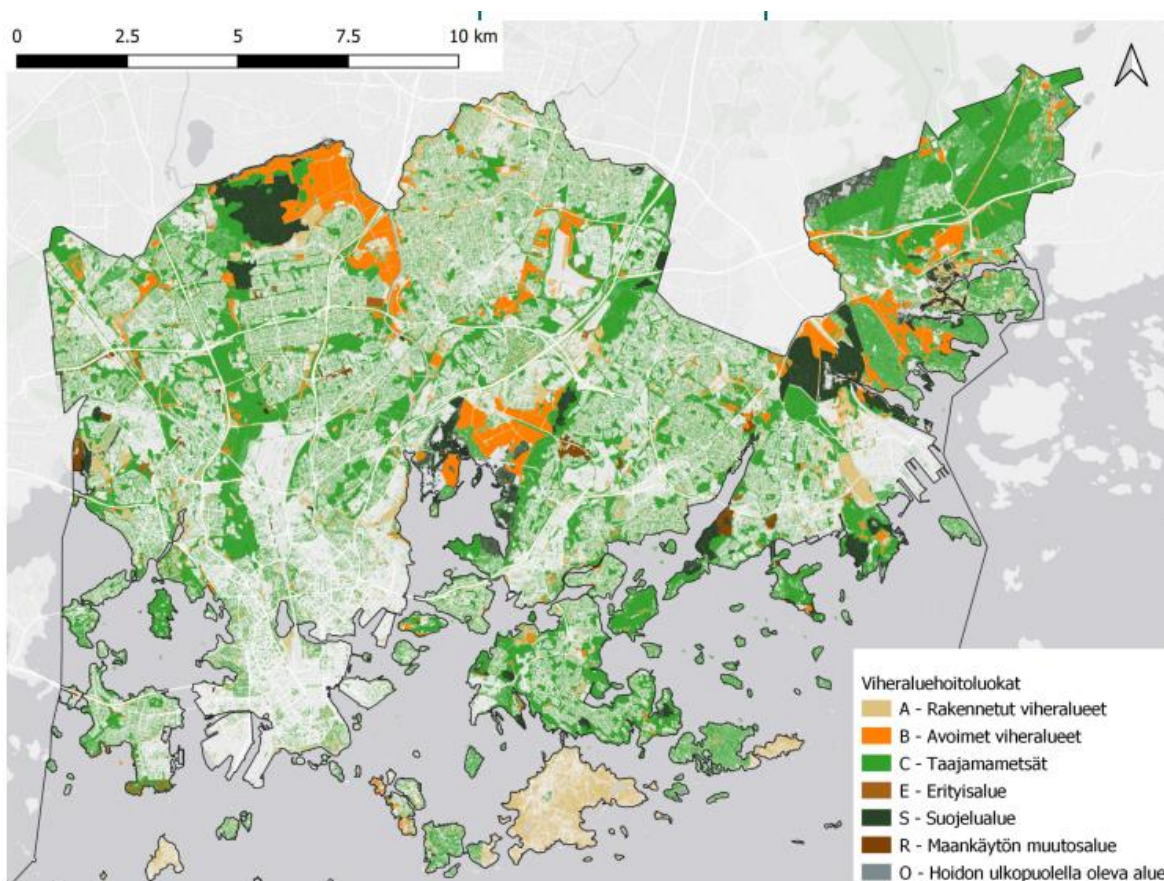 0 2.5 5 7.5 10 km
Viheraluehoitoluokat
A - Rakennetut viheralueet
B - Avoimet viheralueet
C - Taajamametsät
E - Erityisalue
S - Suojelualue
R - Maankäytön muutosalue
O - Hoidon ulkopuolella oleva alue